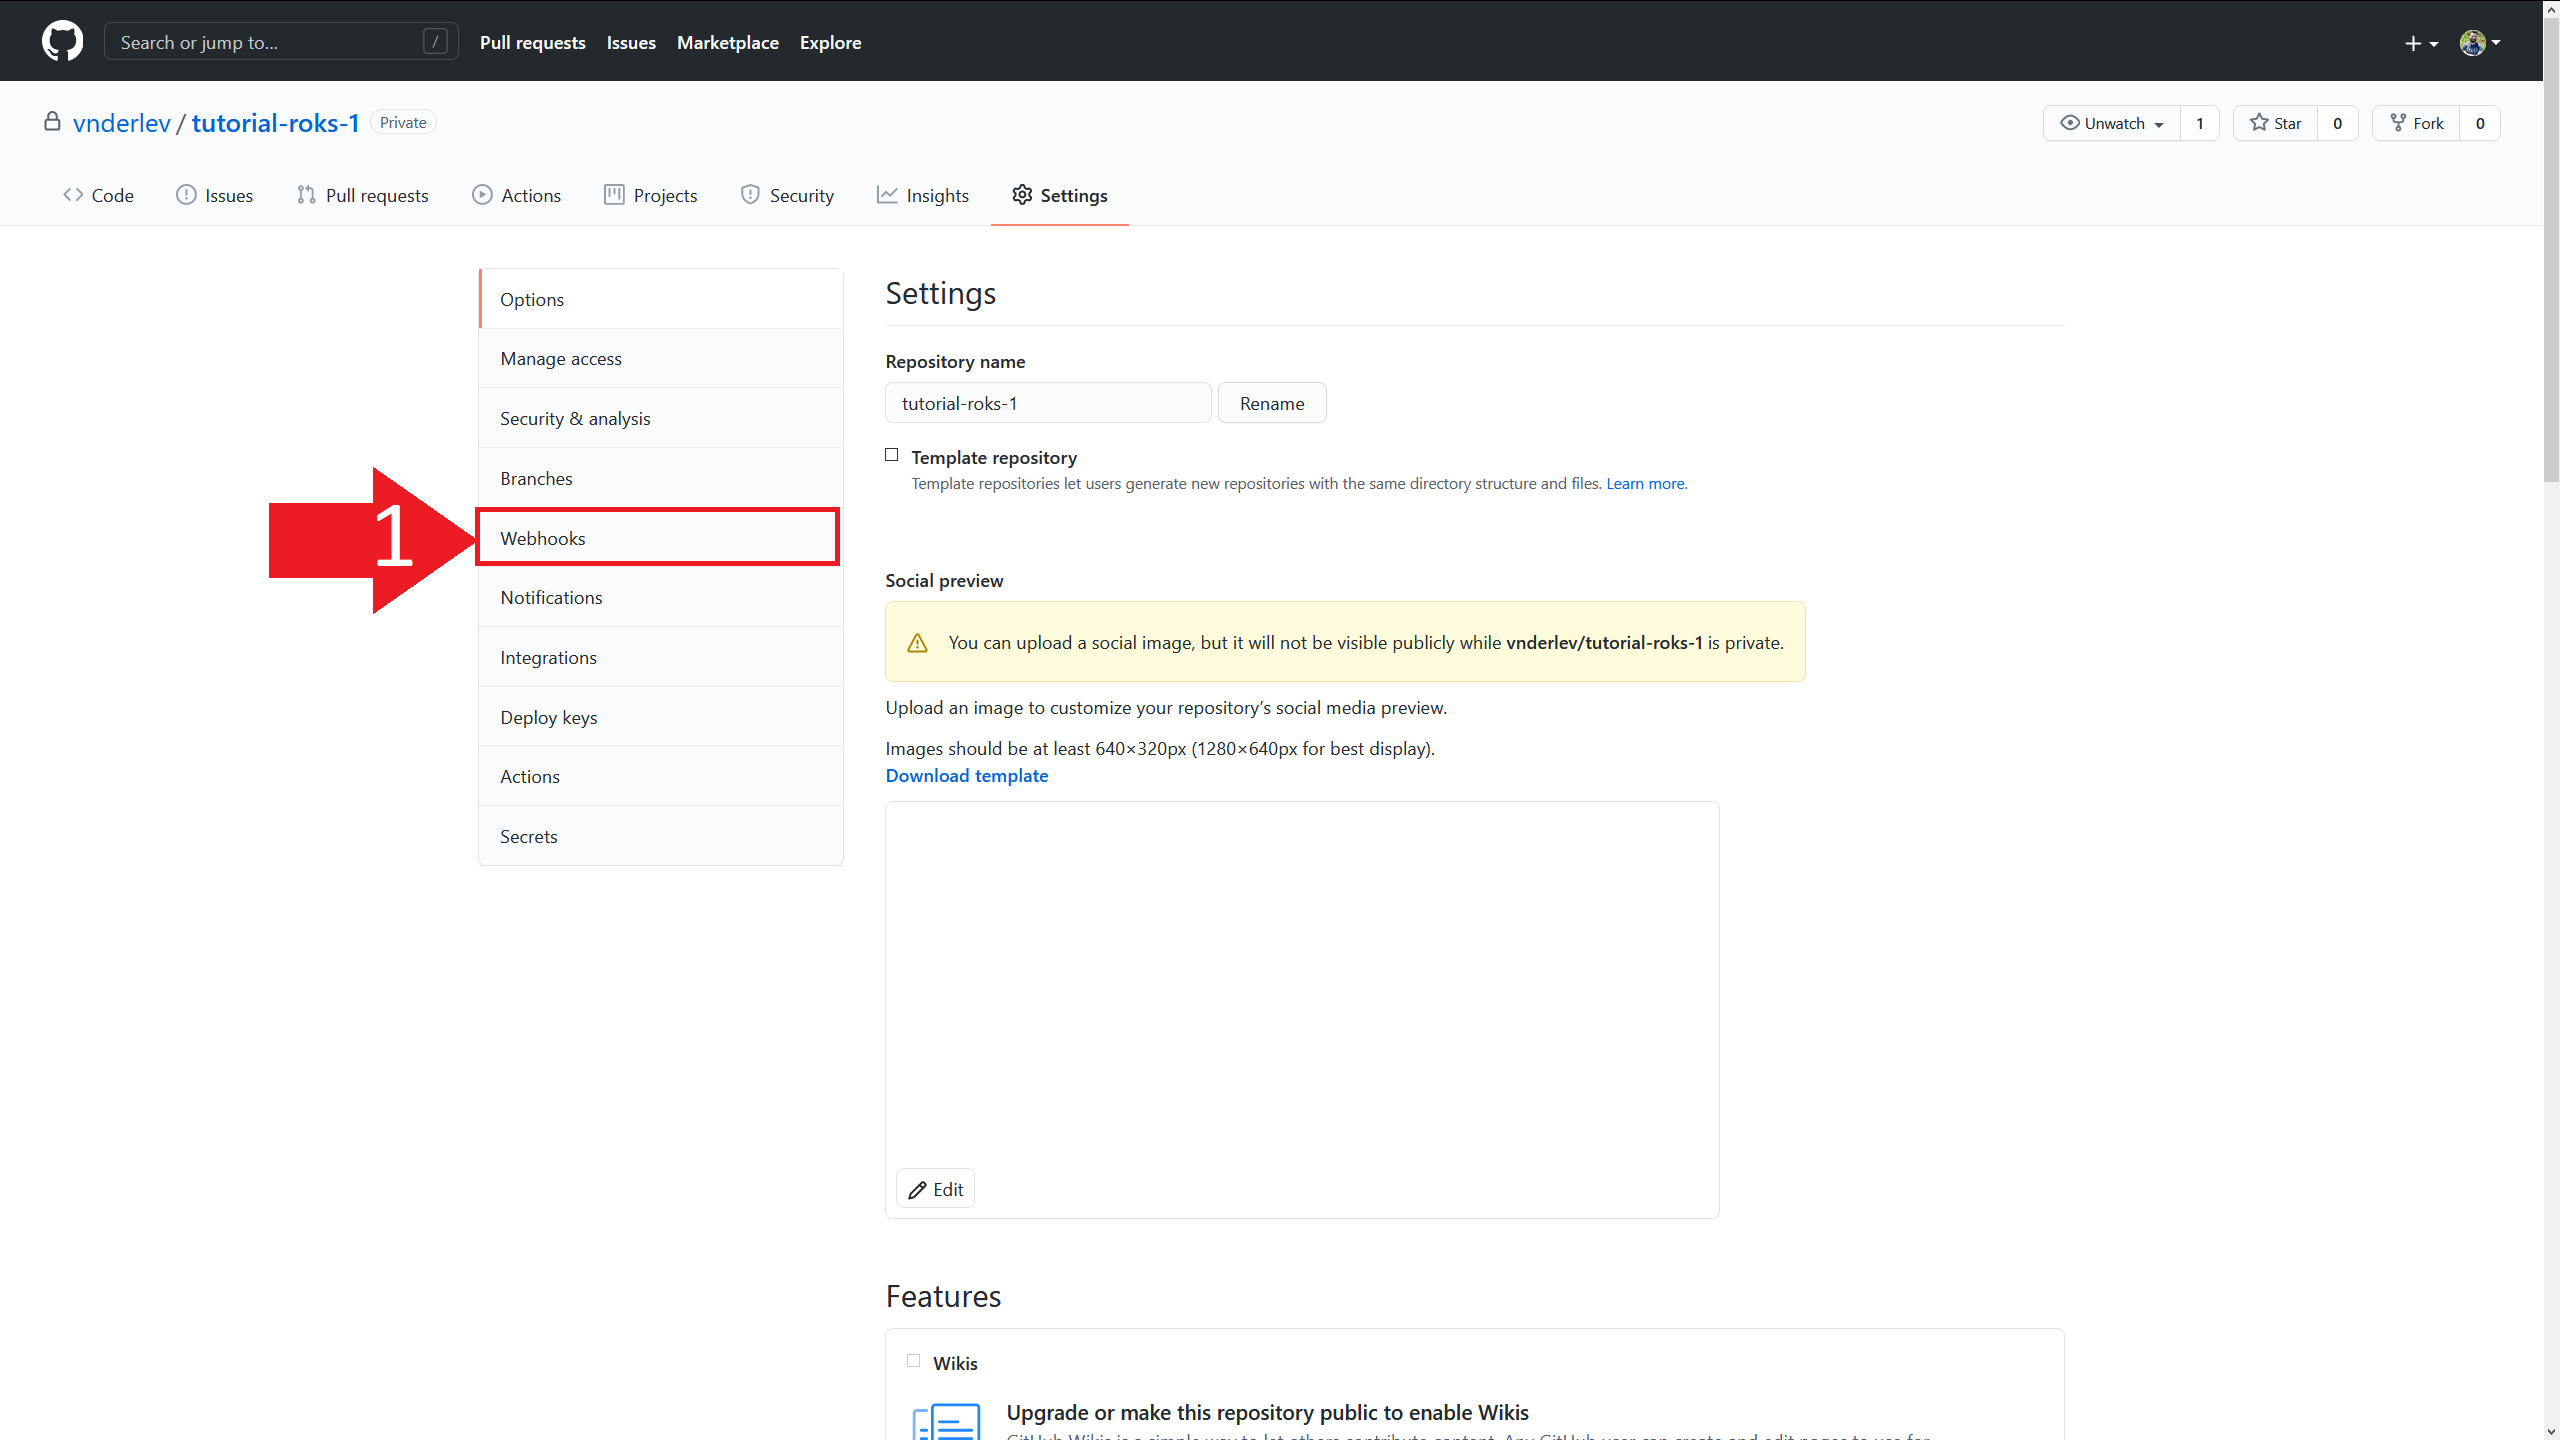 Search or jump to... /
Pull requests Issues Marketplace Explore
vnderlev / tutorial-roks-1 Private
Unwatch 1 Star 0 Fork 0
Code Issues Pull requests Actions Projects Security Insights Settings
Options
Manage access
Security & analysis
Branches
1
Webhooks
Notifications
Integrations
Deploy keys
Actions
Secrets
Settings
Repository name
tutorial-roks-1 Rename
Template repository
Template repositories let users generate new repositories with the same directory structure and files. Learn more.
Social preview
You can upload a social image, but it will not be visible publicly while vnderlev/tutorial-roks-1 is private.
Upload an image to customize your repository’s social media preview.
Images should be at least 640×320px (1280×640px for best display).
Download template
Edit
Features
Wikis
Upgrade or make this repository public to enable Wikis